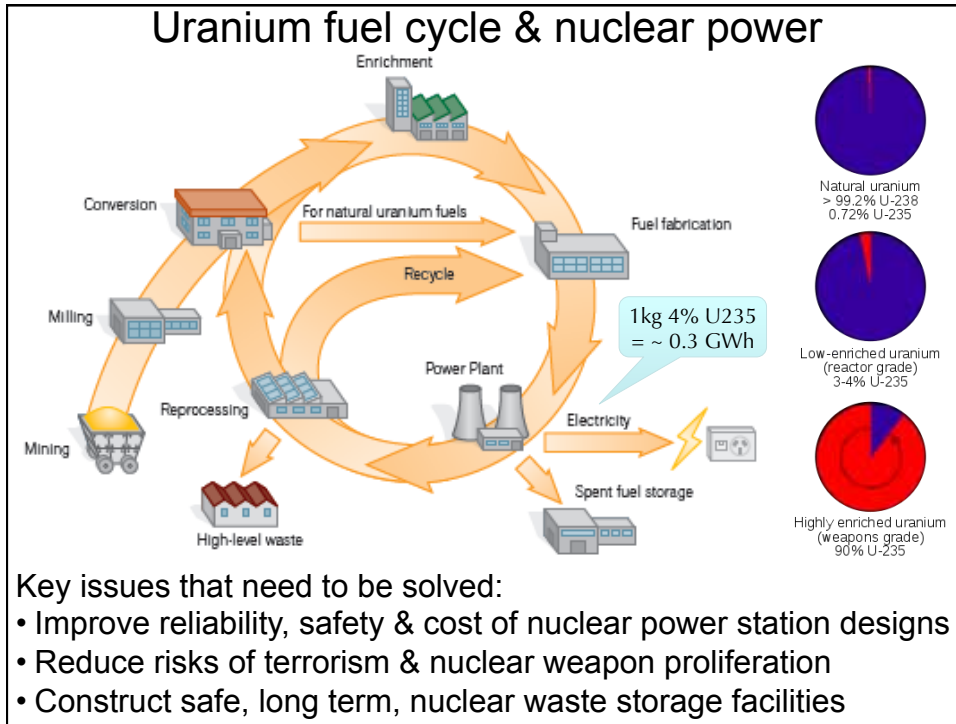 Uranium fuel cycle & nuclear power
Enrichment
Conversion
For natural uranium fuels
Fuel fabrication
Recycle
Milling
1kg 4% U235
= ~ 0.3 GWh
Power Plant
Reprocessing
Electricity
Mining
Spent fuel storage
High-level waste
Natural uranium
> 99.2% U-238
0.72% U-235
Low-enriched uranium
(reactor grade)
3-4% U-235
Highly enriched uranium
(weapons grade)
90% U-235
Key issues that need to be solved:
• Improve reliability, safety & cost of nuclear power station designs
• Reduce risks of terrorism & nuclear weapon proliferation
• Construct safe, long term, nuclear waste storage facilities